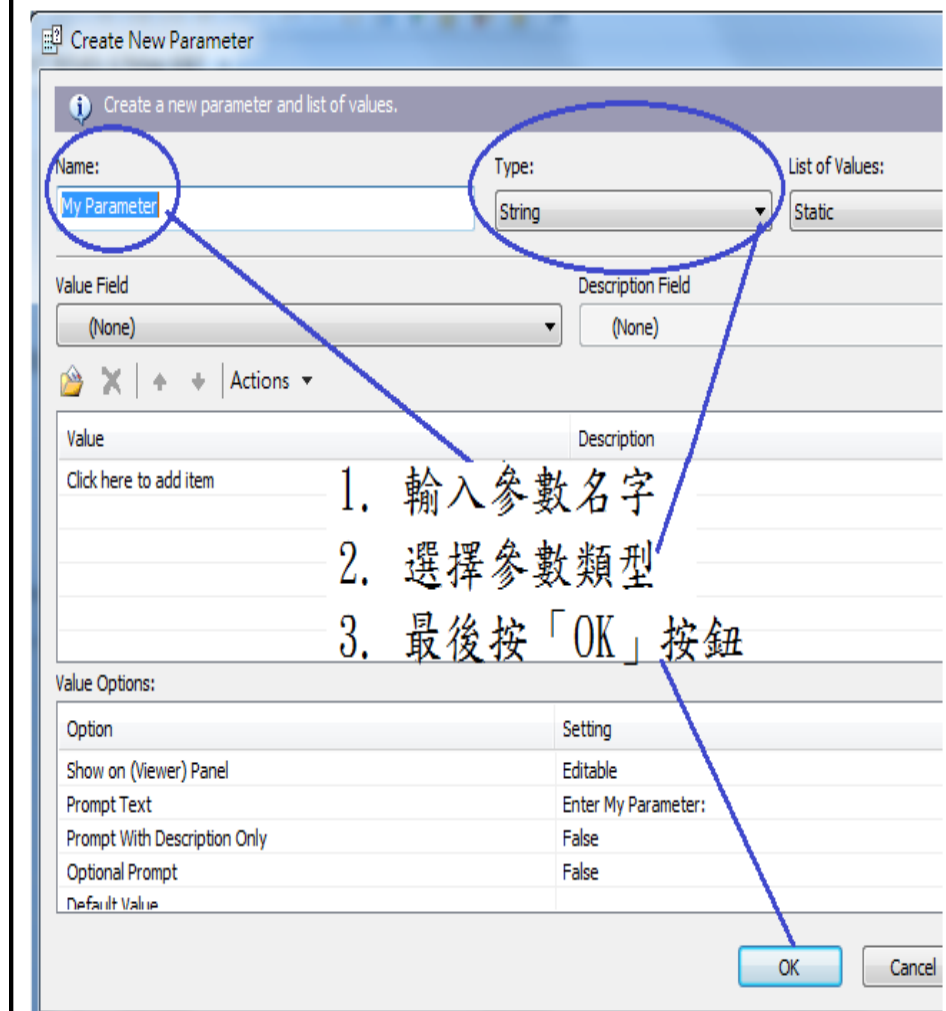 Create New Parameter
Create a new parameter and list of values.
Name: Type: List of Values:
My Parameter String Static
Value Field Description Field
(None) (None)
Actions
Value Description
Click here to add item
1. 輸入參數名字
2. 選擇參數類型
3. 最後按「OK」按鈕
Value Options:
Option Setting
Show on (Viewer) Panel Editable
Prompt Text Enter My Parameter:
Prompt With Description Only False
Optional Prompt False
Default Value
OK Cancel